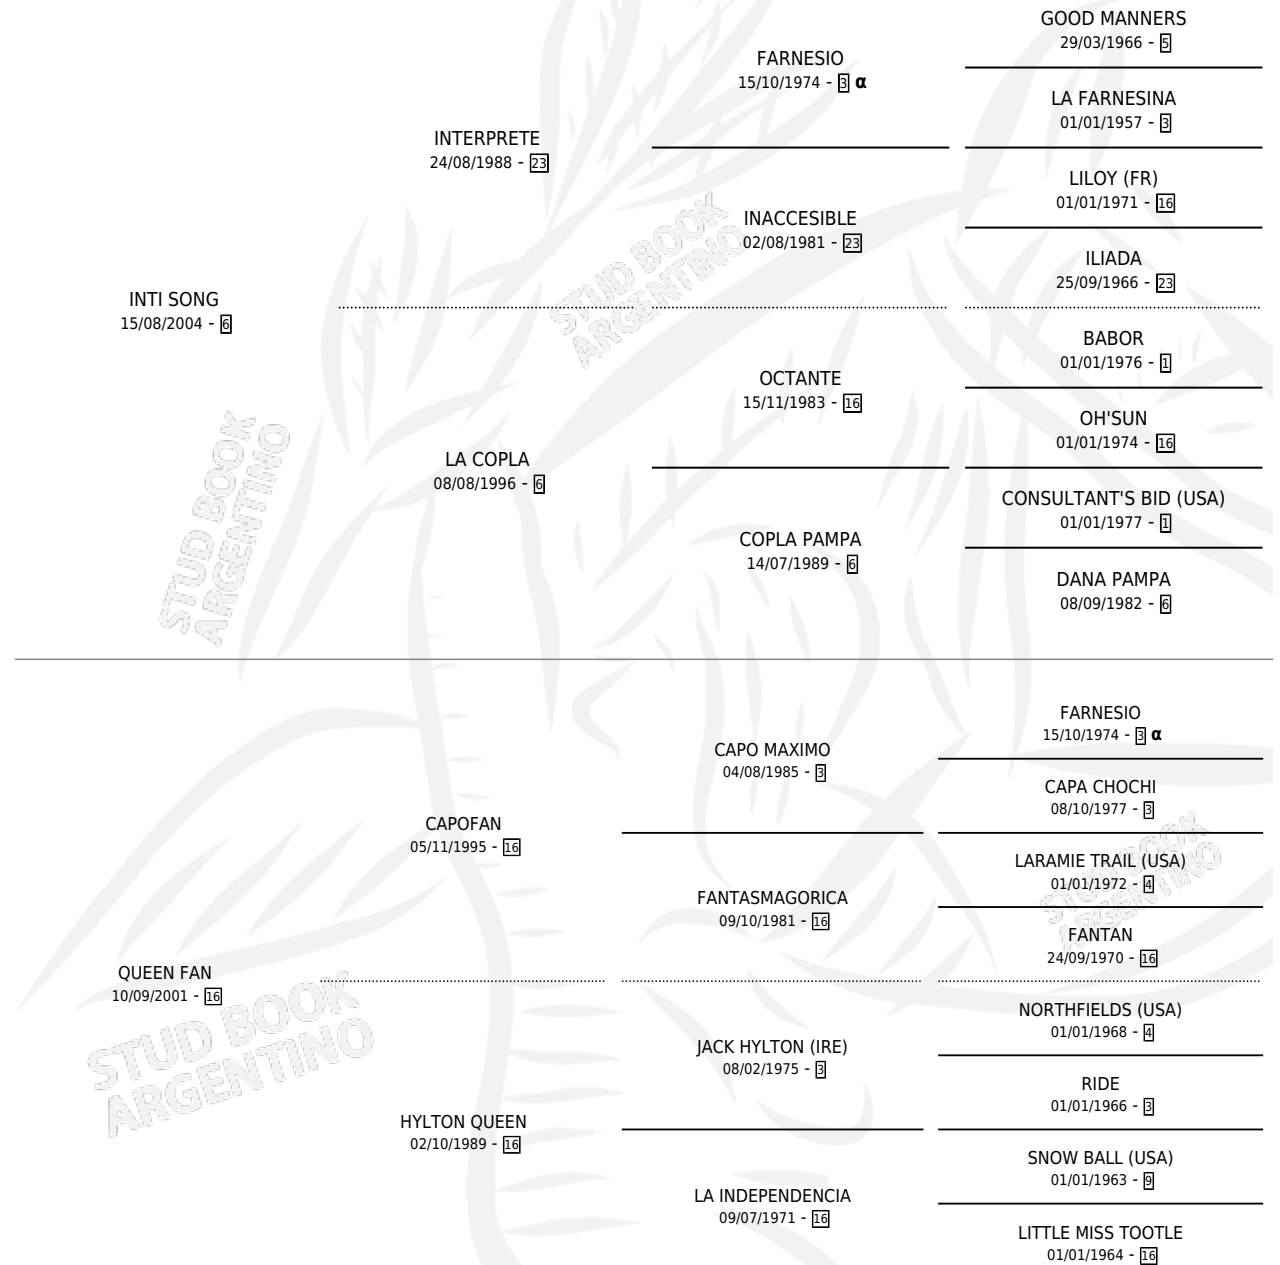 GOOD MANNERS
29/03/1966 - 5
FARNESIO
15/10/1974 - 3 α
LA FARNESINA
01/01/1957 - 3
INTERPRETE
24/08/1988 - 23
LILOY (FR)
01/01/1971 - 16
INACCESIBLE
02/08/1981 - 23
ILIADA
25/09/1966 - 23
INTI SONG
15/08/2004 - 6
BABOR
01/01/1976 - 1
OCTANTE
15/11/1983 - 16
OH'SUN
01/01/1974 - 16
LA COPLA
08/08/1996 - 6
CONSULTANT'S BID (USA)
01/01/1977 - 1
COPLA PAMPA
14/07/1989 - 6
DANA PAMPA
08/09/1982 - 6
FARNESIO
15/10/1974 - 3 α
CAPO MAXIMO
04/08/1985 - 3
CAPA CHOCHI
08/10/1977 - 3
CAPOFAN
05/11/1995 - 16
LARAMIE TRAIL (USA)
01/01/1972 - 4
FANTASMAGORICA
09/10/1981 - 16
FANTAN
24/09/1970 - 16
QUEEN FAN
10/09/2001 - 16
NORTHFIELDS (USA)
01/01/1968 - 4
JACK HYLTON (IRE)
08/02/1975 - 3
RIDE
01/01/1966 - 3
HYLTON QUEEN
02/10/1989 - 16
SNOW BALL (USA)
01/01/1963 - 9
LA INDEPENDENCIA
09/07/1971 - 16
LITTLE MISS TOOTLE
01/01/1964 - 16
STUD BOOK
ARGENTINO
STUD BOOK
ARGENTINO
STUD BOOK
ARGENTINO
STUD BOOK
ARGENTINO